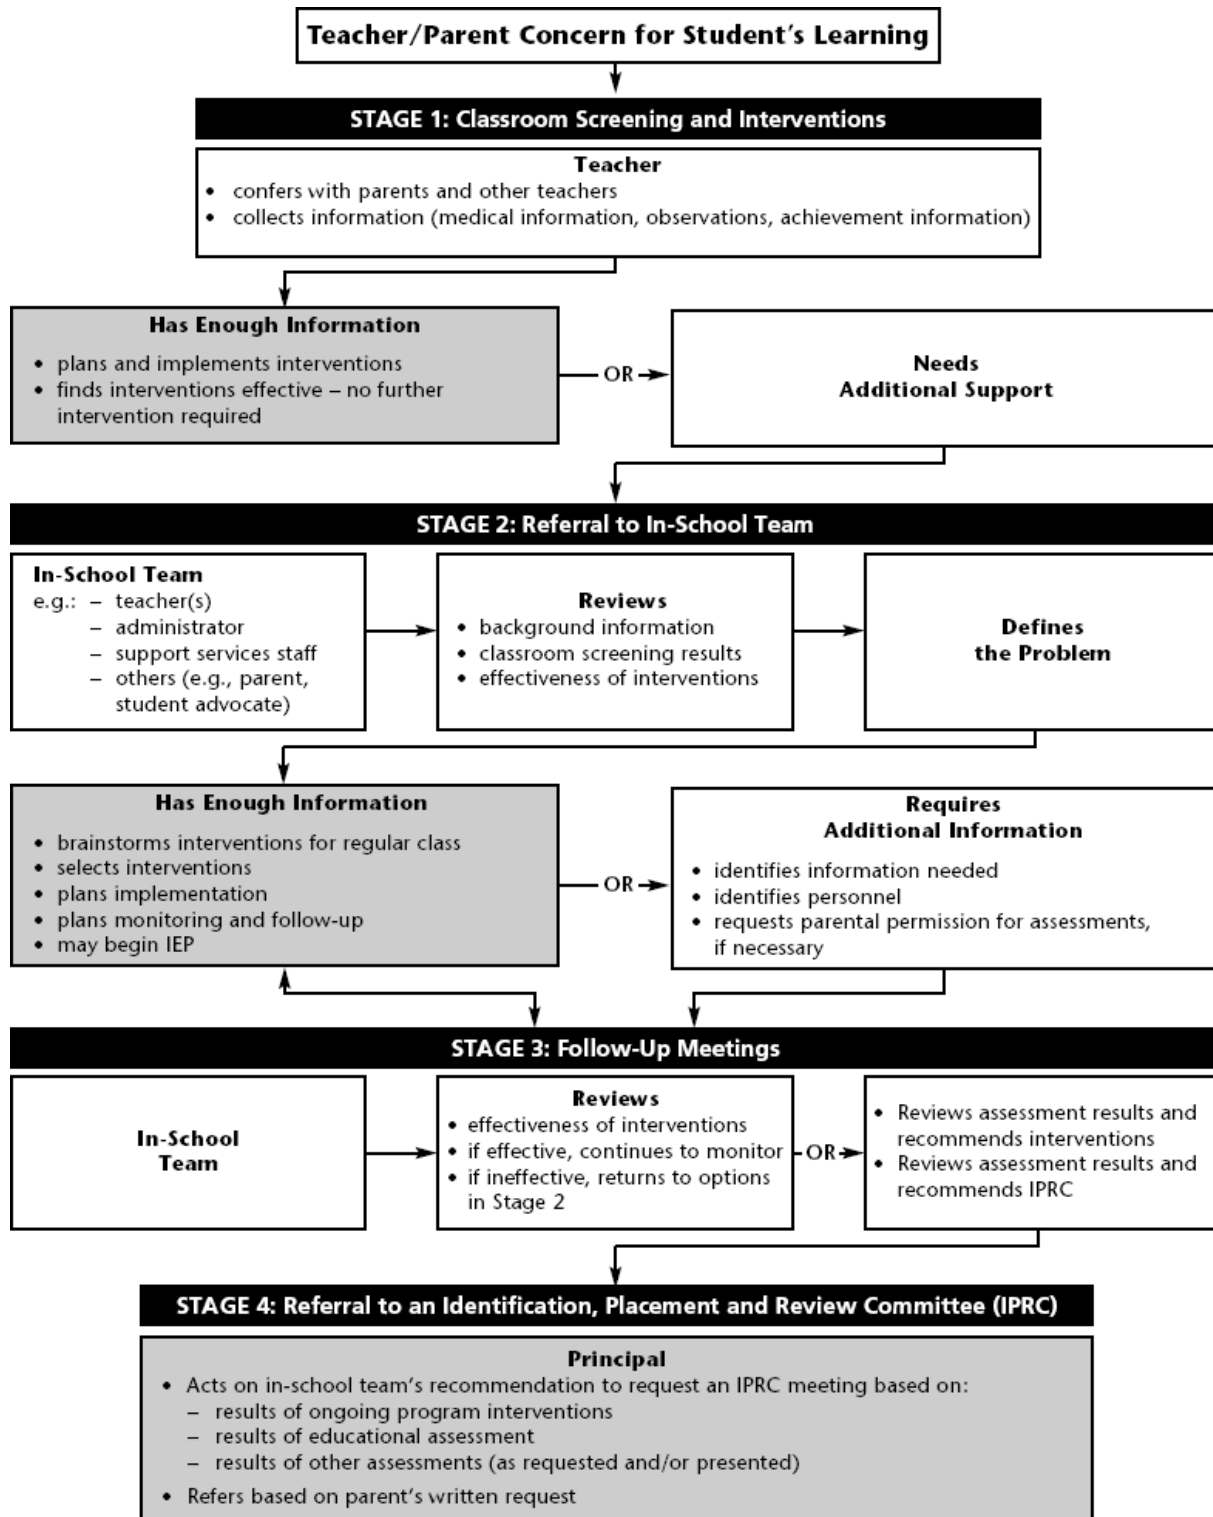 Teacher/Parent Concern for Student's Learning
STAGE 1: Classroom Screening and Interventions
Teacher
• confers with parents and other teachers
• collects information (medical information, observations, achievement information)
Has Enough Information
• plans and implements interventions
• finds interventions effective – no further
intervention required
OR
Needs
Additional Support
STAGE 2: Referral to In-School Team
In-School Team
e.g.: – teacher(s)
– administrator
– support services staff
– others (e.g., parent,
student advocate)
Reviews
• background information
• classroom screening results
• effectiveness of interventions
Defines
the Problem
Has Enough Information
• brainstorms interventions for regular class
• selects interventions
• plans implementation
• plans monitoring and follow-up
• may begin IEP
OR
Requires
Additional Information
• identifies information needed
• identifies personnel
• requests parental permission for assessments,
if necessary
STAGE 3: Follow-Up Meetings
In-School
Team
Reviews
• effectiveness of interventions
• if effective, continues to monitor
• if ineffective, returns to options
in Stage 2
OR
• Reviews assessment results and
recommends interventions
• Reviews assessment results and
recommends IPRC
STAGE 4: Referral to an Identification, Placement and Review Committee (IPRC)
Principal
• Acts on in-school team's recommendation to request an IPRC meeting based on:
– results of ongoing program interventions
– results of educational assessment
– results of other assessments (as requested and/or presented)
• Refers based on parent's written request